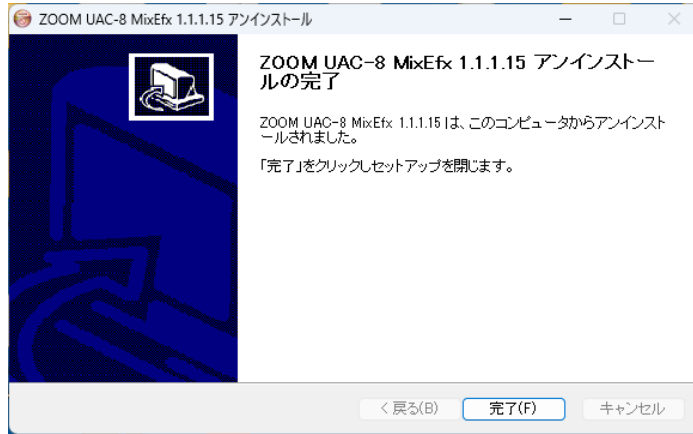 ZOOM UAC-8 MixEfx 1.1.1.15 アンインストール
ZOOM UAC-8 MixEfx 1.1.1.15 アンインストー
ルの完了
ZOOM UAC-8 MixEfx 1.1.1.15 は、このコンピュータからアンインスト
ールされました。
「完了」をクリックしセットアップを閉じます。
< 戻る(B) 完了(F) キャンセル